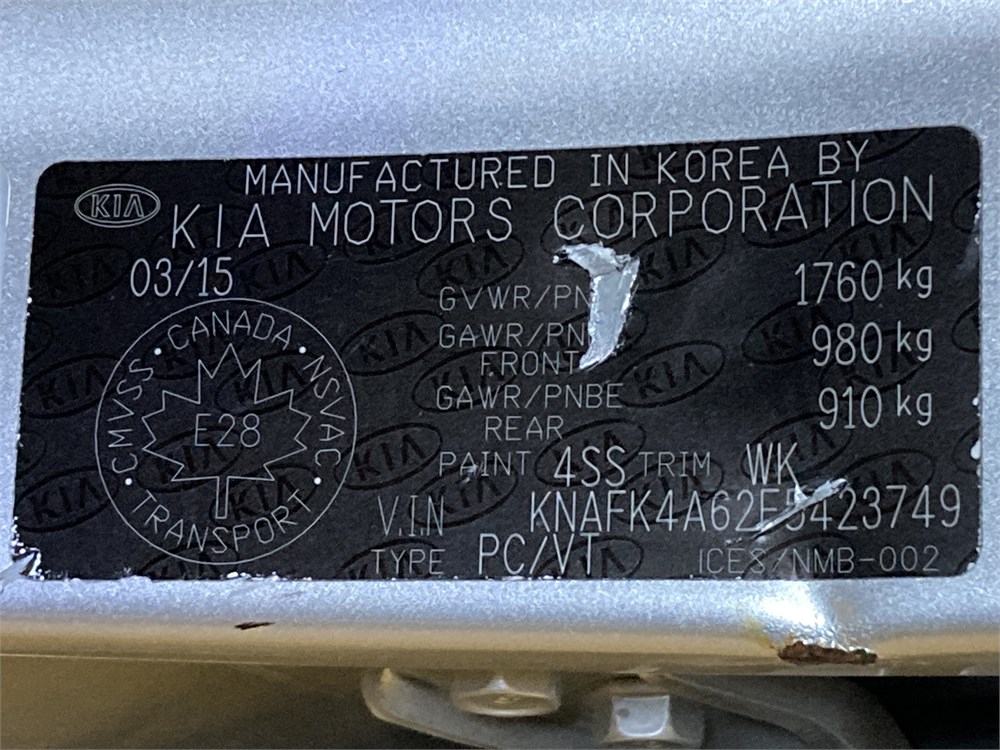 MANUFACTURED IN KOREA BY
KIA KIA MOTORS CORPORATION
03/15
GVWR/PN 1760 kg
GAWR/PN FRONT 980 kg
GAWR/PNBE REAR 910 kg
CANADA · NSVAC · TRANSPORT · CMVSS ·
E28
PAINT 4SS TRIM WK
V.I.N KNAFK4A62F5423749
TYPE PC/VT ICES/NMB-002